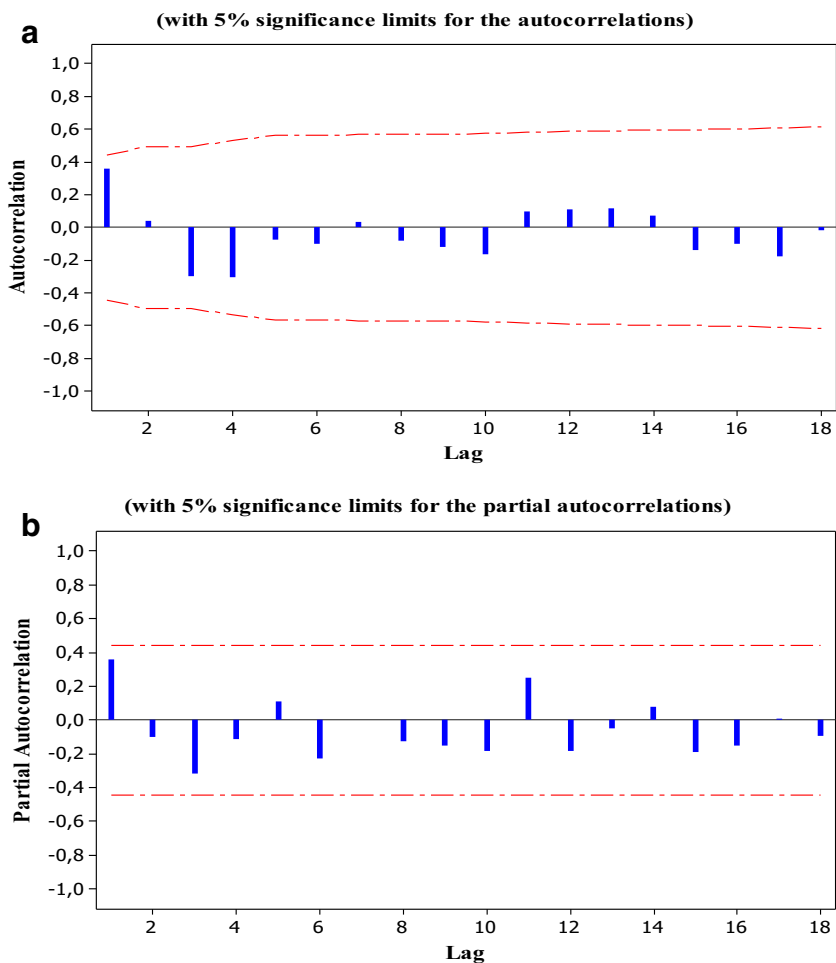 a
(with 5% significance limits for the autocorrelations)
1,0
0,8
0,6
0,4
0,2
0,0
-0,2
-0,4
-0,6
-0,8
-1,0
Autocorrelation
2 4 6 8 10 12 14 16 18
Lag
b
(with 5% significance limits for the partial autocorrelations)
1,0
0,8
0,6
0,4
0,2
0,0
-0,2
-0,4
-0,6
-0,8
-1,0
Partial Autocorrelation
2 4 6 8 10 12 14 16 18
Lag